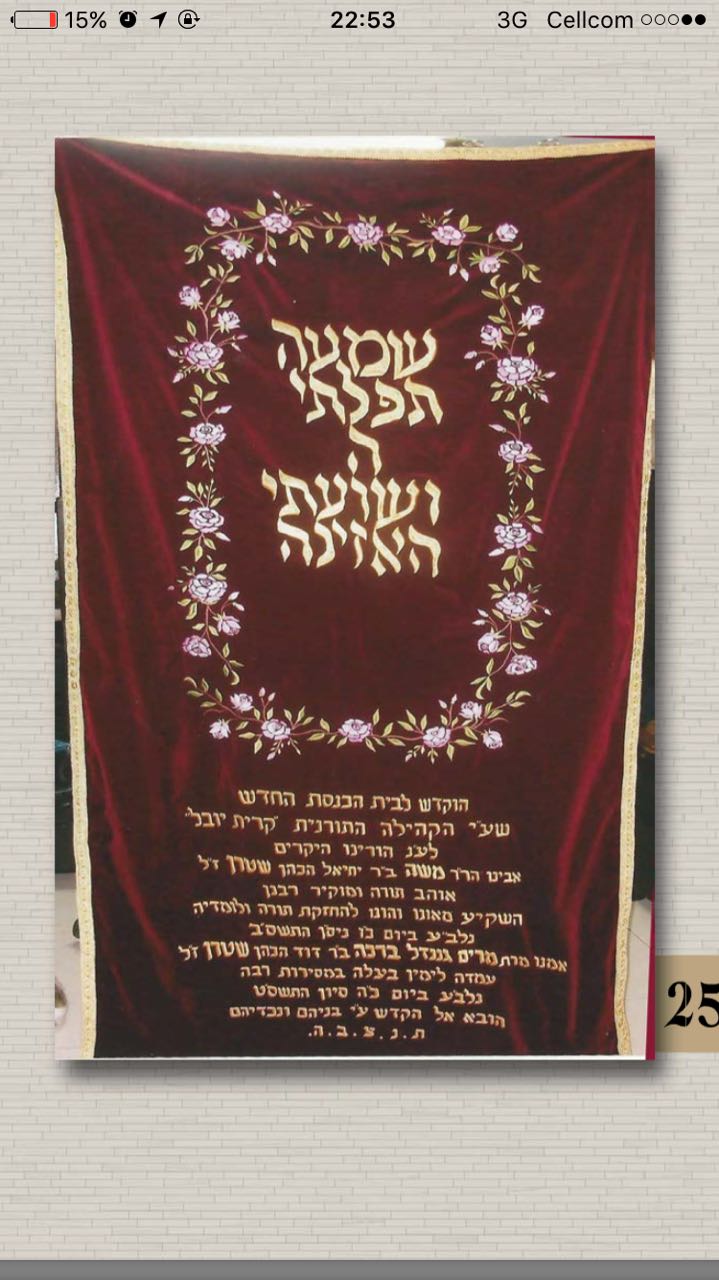 15%
22:53
3G Cellcom
שמעה
תפלתי
ה
ושועתי
האזינה
הוקדש לבית הכנסת החדש
שע״י הקהילה התורנית ״קרית יובל״
לע״נ הורינו היקרים
אבינו הר״ר משה ב״ר יחיאל הכהן שטרן ז״ל
אוהב תורה ומוקיר רבנן
השקיע מאונו והונו להחזקת תורה ולומדיה
נלב״ע ביום כ״ו ניסן התשס״ב
אמנו מרת מרים גנדל ברכה ב״ר דוד הכהן שטרן ז״ל
עמדה לימין בעלה במסירות רבה
נלב״ע ביום כ״ה סיון התשס״ט
הובא אל הקדש ע״י בניהם ונכדיהם
ת.נ.צ.ב.ה.
25